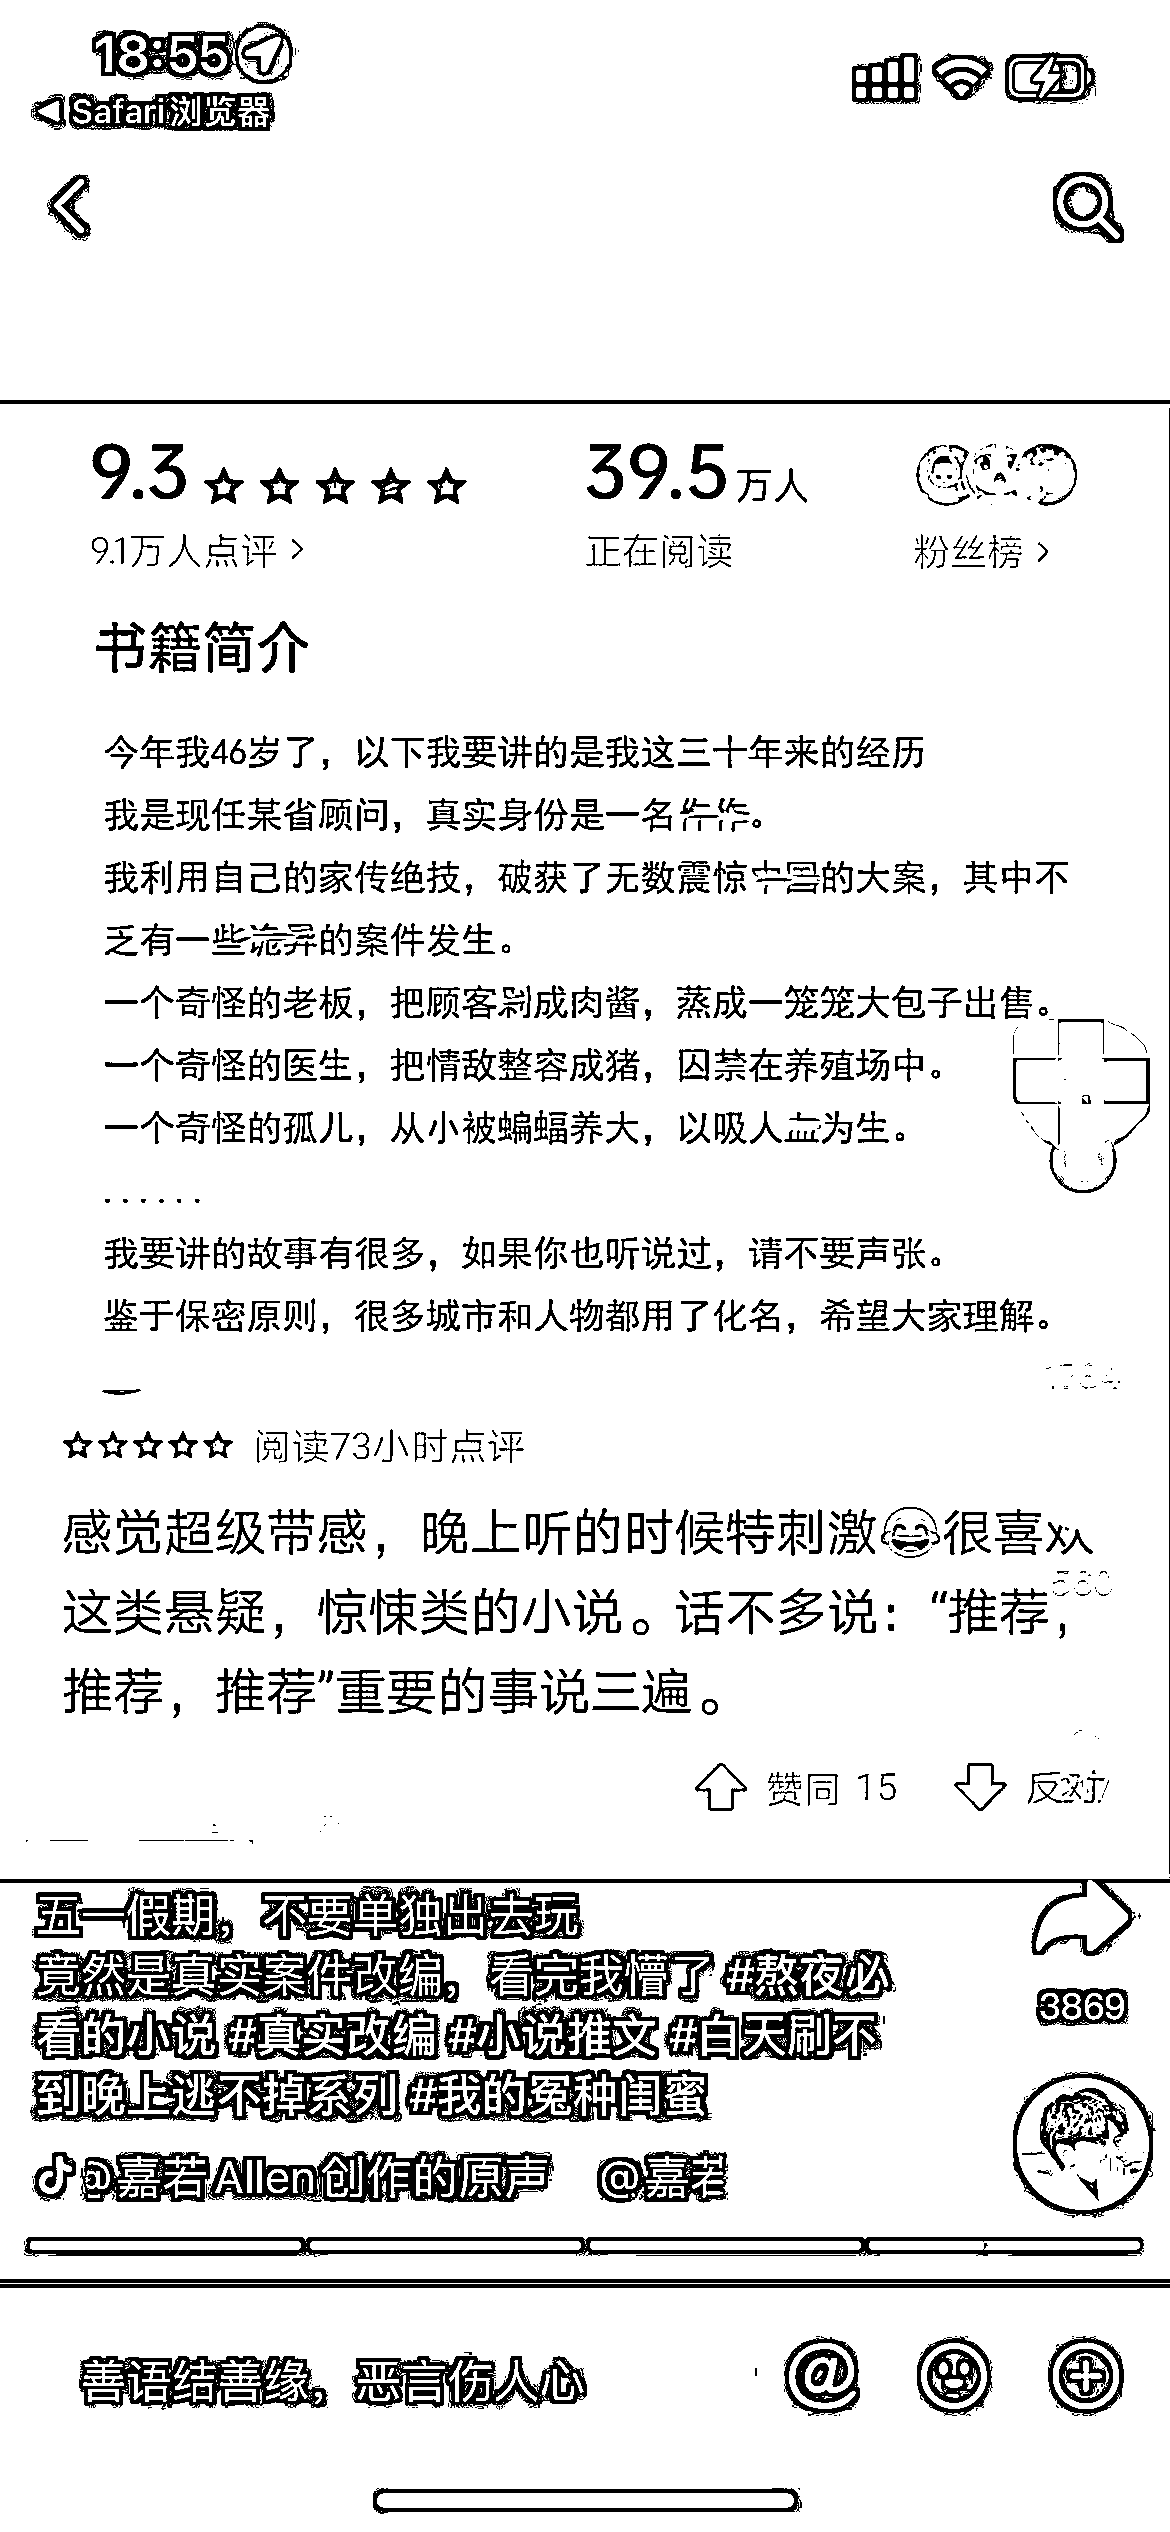 18:55
Safari浏览器
9.3
39.5万人
9.1万人点评
正在阅读
粉丝榜
书籍简介
今年我46岁了，以下我要讲的是我这三十年来的经历
我是现任某省顾问，真实身份是一名仵作。
我利用自己的家传绝技，破获了无数震惊中国的大案，其中不
乏有一些诡异的案件发生。
一个奇怪的老板，把顾客剁成肉酱，蒸成一笼笼大包子出售。
一个奇怪的医生，把情敌整容成猪，囚禁在养殖场中。
一个奇怪的孤儿，从小被蝙蝠养大，以吸人血为生。
......
我要讲的故事有很多，如果你也听说过，请不要声张。
鉴于保密原则，很多城市和人物都用了化名，希望大家理解。
1764
阅读73小时点评
感觉超级带感，晚上听的时候特刺激😂很喜欢
560
这类悬疑，惊悚类的小说。话不多说：“推荐，
推荐，推荐”重要的事说三遍。
赞同 15
反对
五一假期，不要单独出去玩
竟然是真实案件改编，看完我懵了 #熬夜必
看的小说 #真实改编 #小说推文 #白天刷不
到晚上逃不掉系列 #我的冤种闺蜜
3869
@嘉若Allen创作的原声 @嘉若
善语结善缘，恶言伤人心